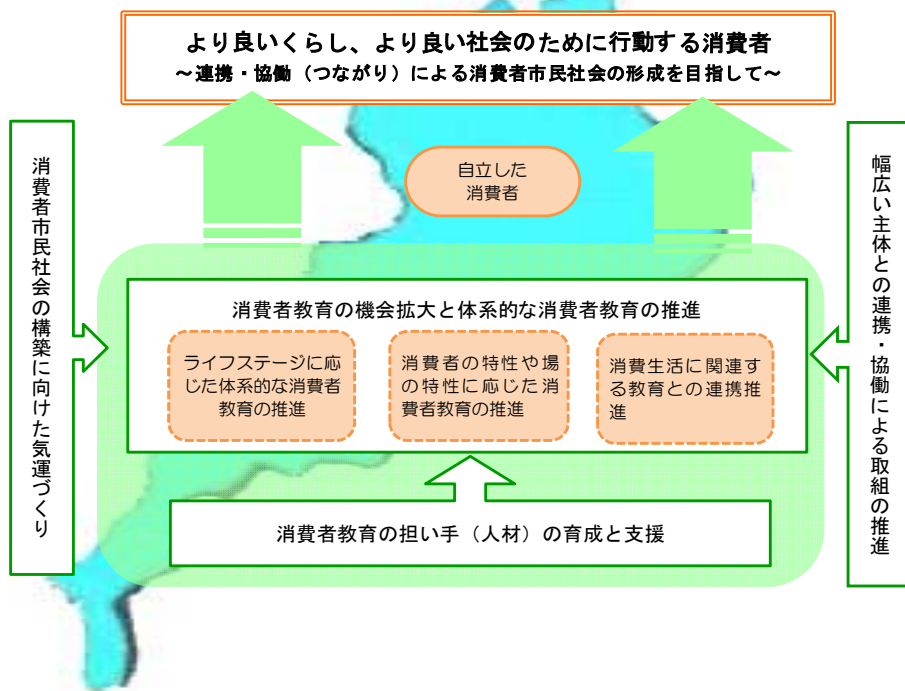 より良いくらし、より良い社会のために行動する消費者
～連携・協働（つながり）による消費者市民社会の形成を目指して～
自立した
消費者
消費者市民社会の構築に向けた気運づくり
消費者教育の機会拡大と体系的な消費者教育の推進
ライフステージに応
じた体系的な消費者
教育の推進
消費者の特性や場
の特性に応じた消
費者教育の推進
消費生活に関連す
る教育との連携推
進
消費者教育の担い手（人材）の育成と支援
幅広い主体との連携・協働による取組の推進